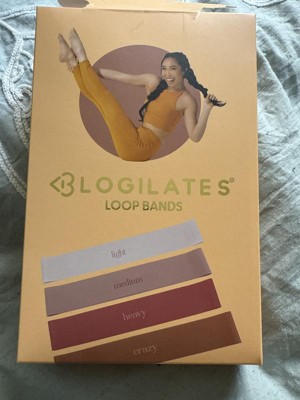 BLOGILATES®
LOOP BANDS
light
medium
heavy
crazy